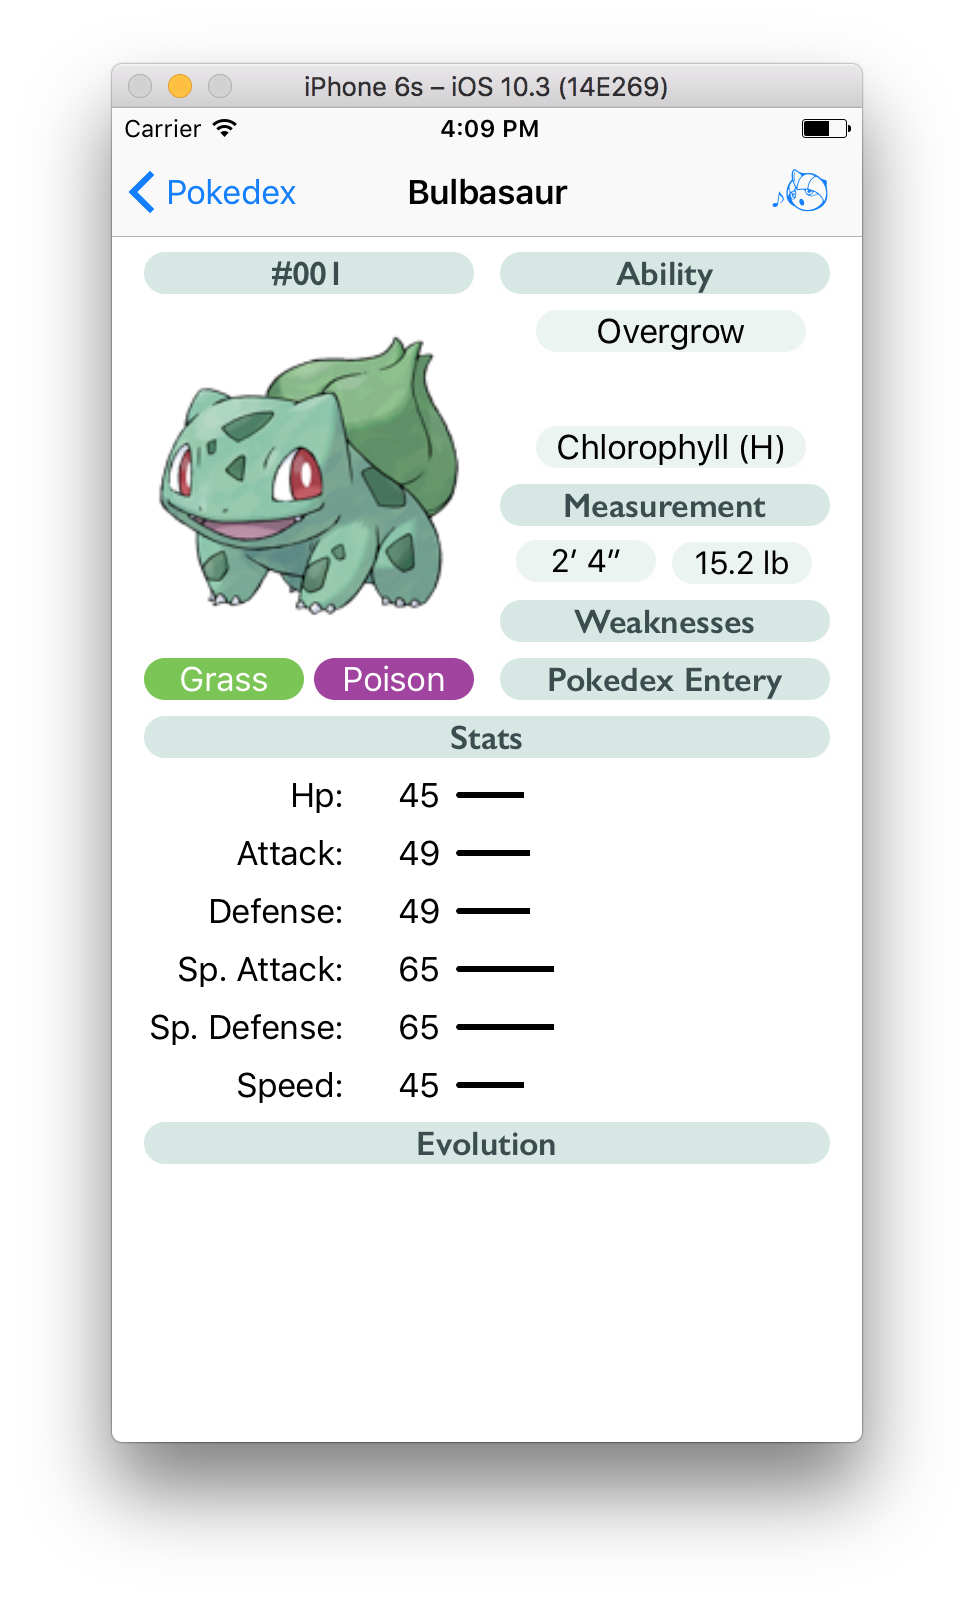 iPhone 6s – iOS 10.3 (14E269)
Carrier 4:09 PM
Pokedex Bulbasaur
#001 Ability
Overgrow
Chlorophyll (H)
Measurement
2’ 4” 15.2 lb
Weaknesses
Grass Poison Pokedex Entery
Stats
Hp: 45
Attack: 49
Defense: 49
Sp. Attack: 65
Sp. Defense: 65
Speed: 45
Evolution